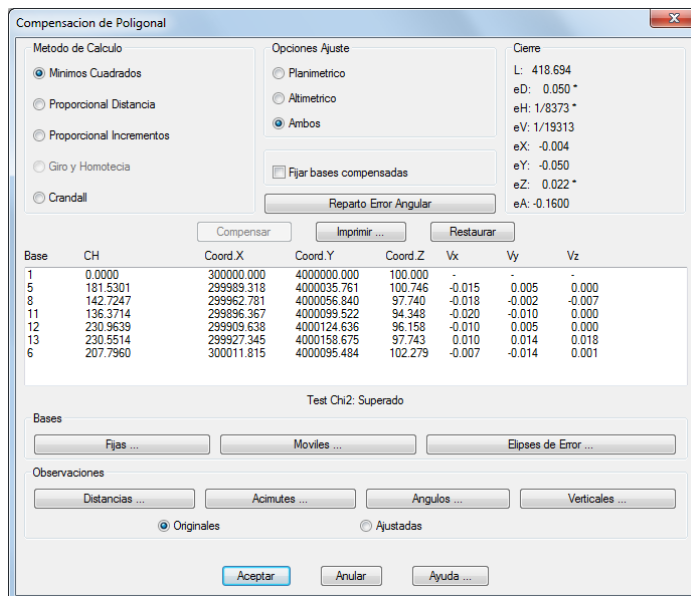 Compensacion de Poligonal
Metodo de Calculo
Minimos Cuadrados
Proporcional Distancia
Proporcional Incrementos
Giro y Homotecia
Crandall
Opciones Ajuste
Planimetrico
Altimetrico
Ambos
Fijar bases compensadas
Reparto Error Angular
Cierre
L: 418.694
eD: 0.050 *
eH: 1/8373 *
eV: 1/19313
eX: -0.004
eY: -0.050
eZ: 0.022 *
eA: -0.1600
Compensar Imprimir ... Restaurar
Base CH Coord.X Coord.Y Coord.Z Vx Vy Vz
1 0.0000 300000.000 4000000.000 100.000 - - -
5 181.5301 299989.318 4000035.761 100.746 -0.015 0.005 0.000
8 142.7247 299962.781 4000056.840 97.740 -0.018 -0.002 -0.007
11 136.3714 299896.367 4000099.522 94.348 -0.020 -0.010 0.000
12 230.9639 299909.638 4000124.636 96.158 -0.010 0.005 0.000
13 230.5514 299927.345 4000158.675 97.743 0.010 0.014 0.018
6 207.7960 300011.815 4000095.484 102.279 -0.007 -0.014 0.001
Test Chi2: Superado
Bases
Fijas ... Moviles ... Elipses de Error ...
Observaciones
Distancias ... Acimutes ... Angulos ... Verticales ...
Originales Ajustadas
Aceptar Anular Ayuda ...